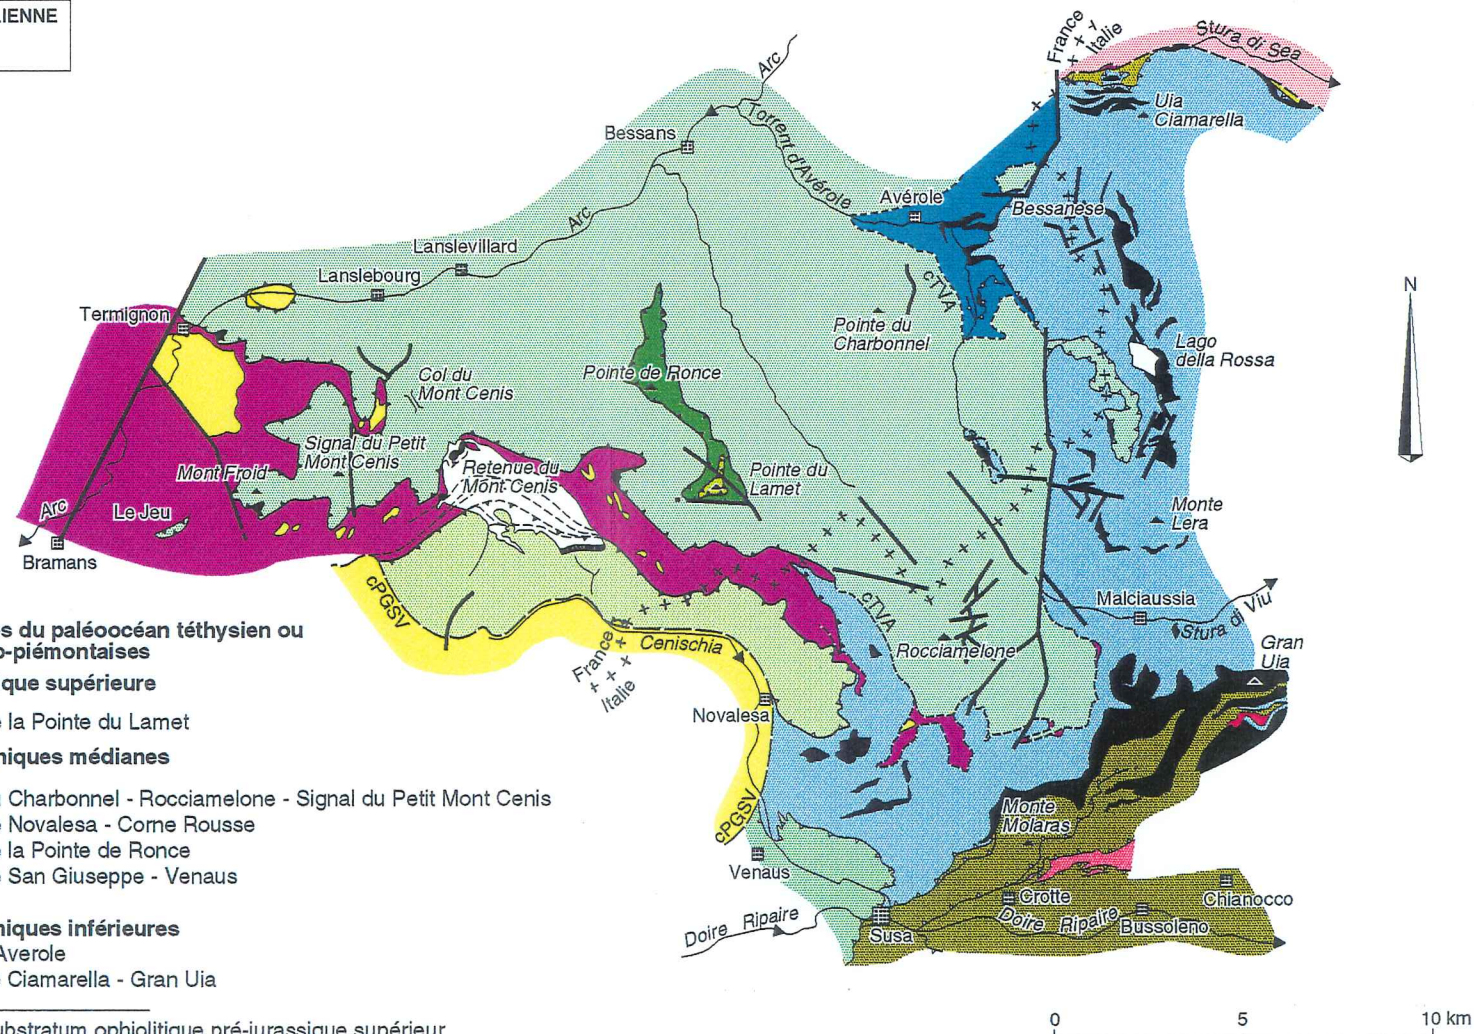 IENNE
France
Italie
Stura di Sea
Arc
Uia
Ciamarella
Bessans
Torrent d'Avérole
Avérole
Bessanese
Arc
Lanslevillard
Lanslebourg
cTVA
N
Termignon
Pointe du
Charbonnel
Lago
della Rossa
Col du
Mont Cenis
Pointe de Ronce
Signal du Petit
Mont Cenis
Mont Froid
Retenue du
Mont Cenis
Pointe du
Lamet
Arc
Le Jeu
Monte
Lera
Bramans
cPGSV
cTVA
Malciaussia
Stura di Viu
s du paléoocéan téthysien ou
o-piémontaises
France
Italie
Cenischia
Rocciamelone
Gran
Uia
que supérieure
la Pointe du Lamet
Novalesa
niques médianes
Charbonnel - Rocciamelone - Signal du Petit Mont Cenis
Novalesa - Corne Rousse
la Pointe de Ronce
San Giuseppe - Venaus
cPGSV
Monte
Molaras
Venaus
Crotte
Chianocco
Doire Ripaire
Susa
Doire Ripaire
Bussoleno
niques inférieures
Averole
Ciamarella - Gran Uia
ubstratum ophiolitique pré-jurassique supérieur
0 5 10 km